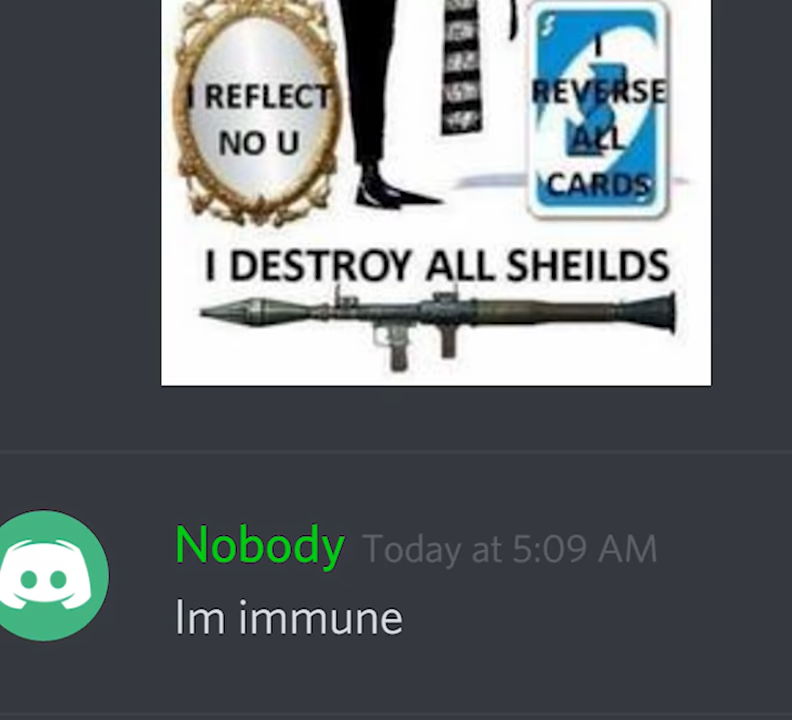 I REFLECT
NO U
I
REVERSE
ALL
CARDS
I DESTROY ALL SHEILDS
Nobody Today at 5:09 AM
Im immune